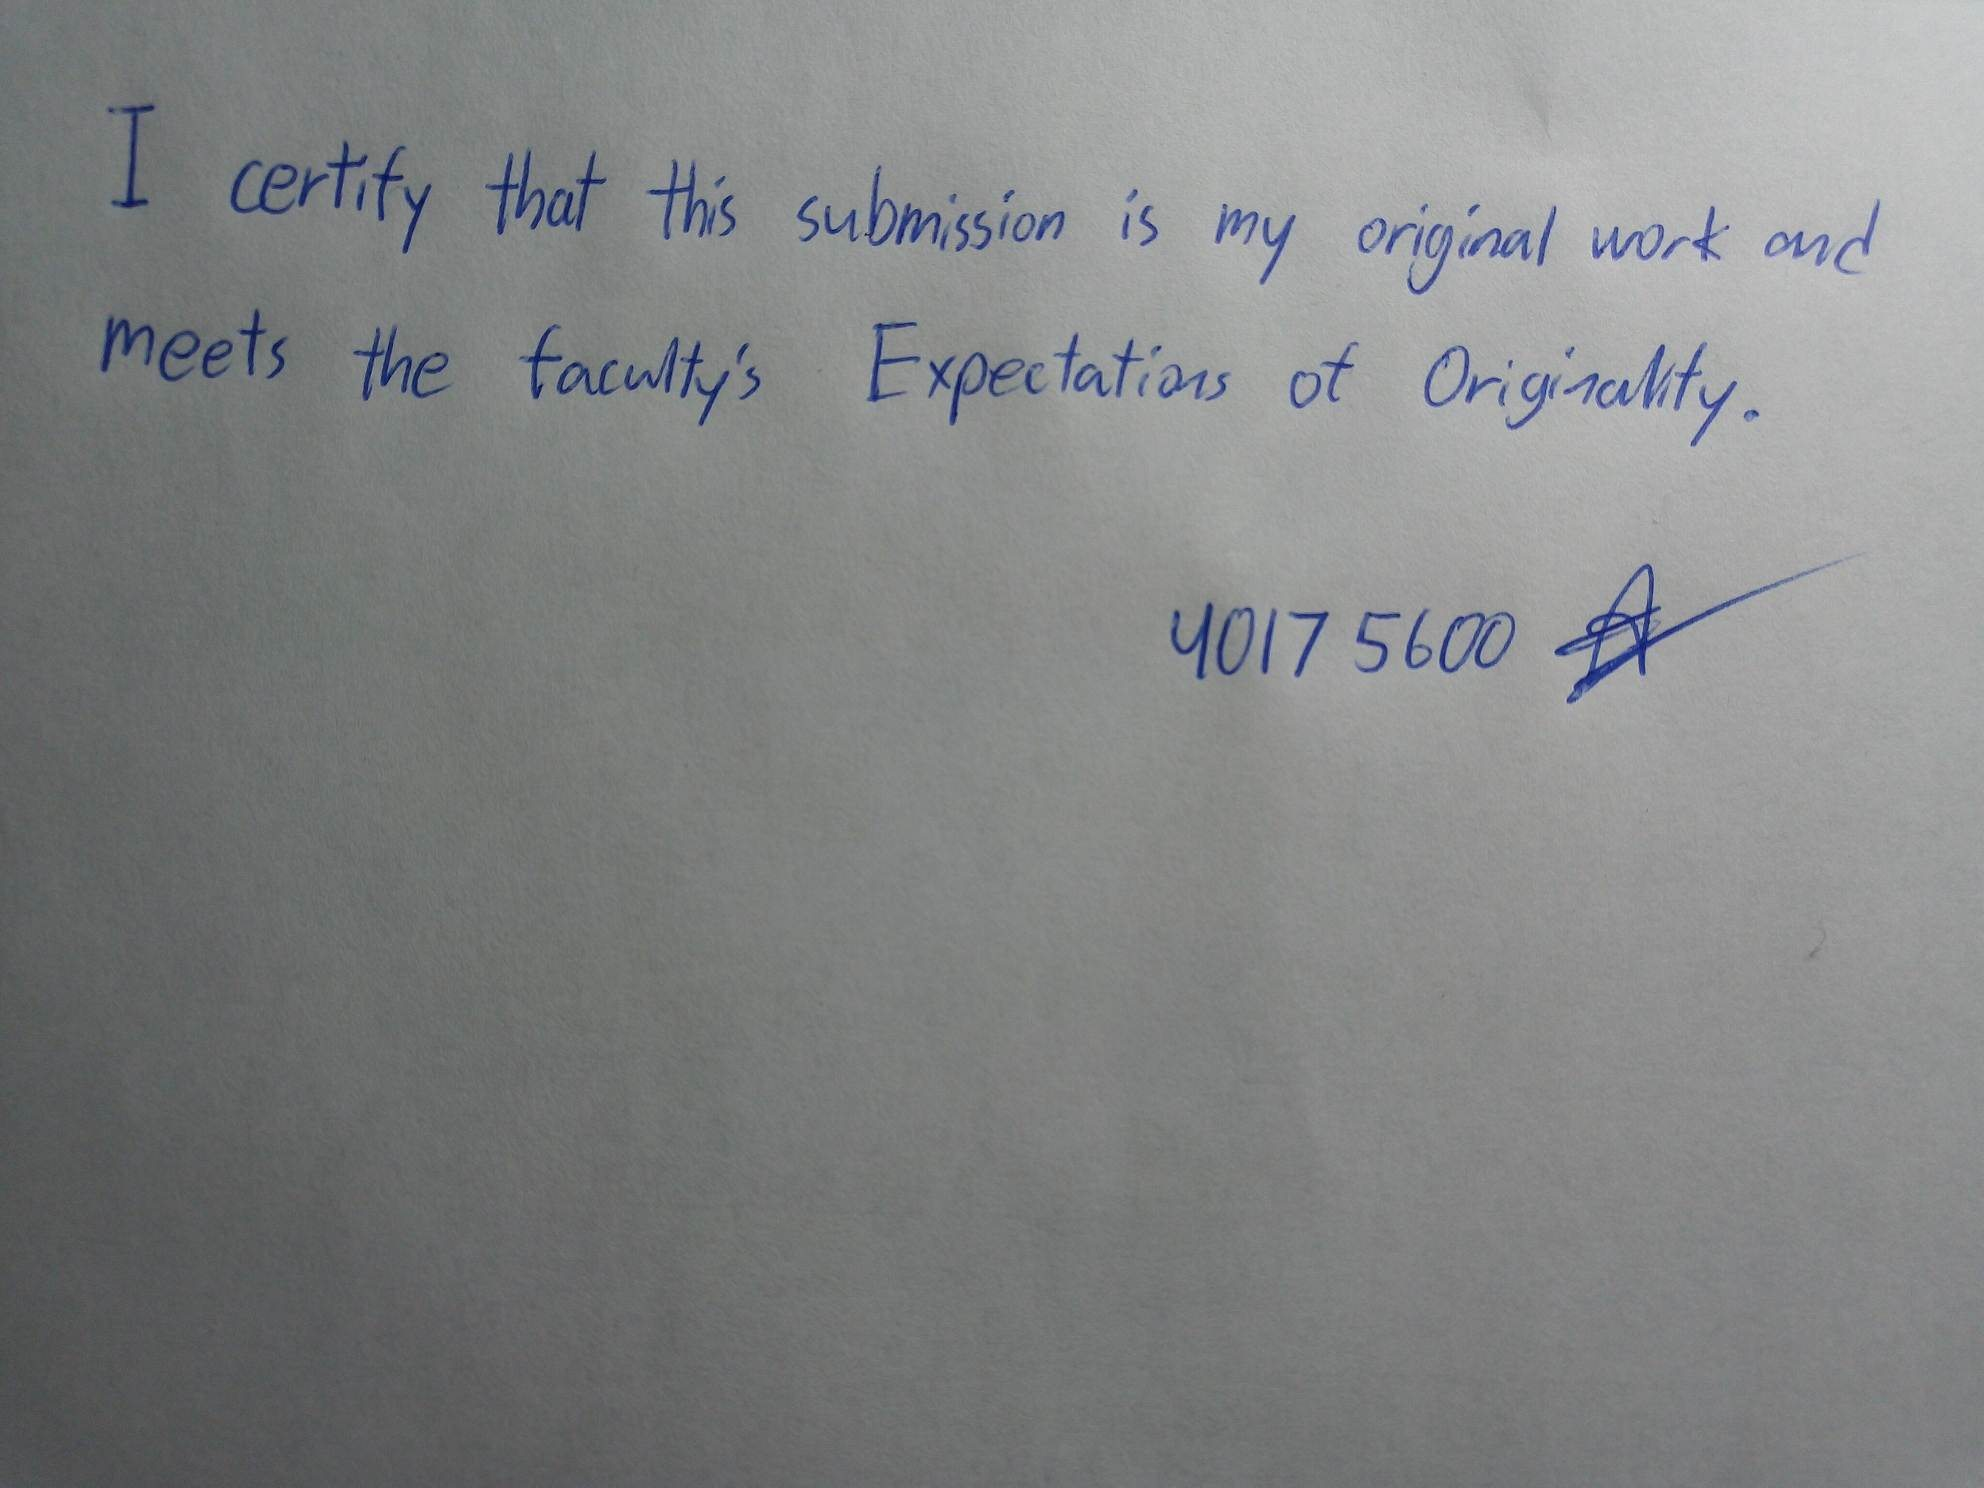 I certify that this submission is my original work and
meets the faculty's Expectations of Originality.
40175600